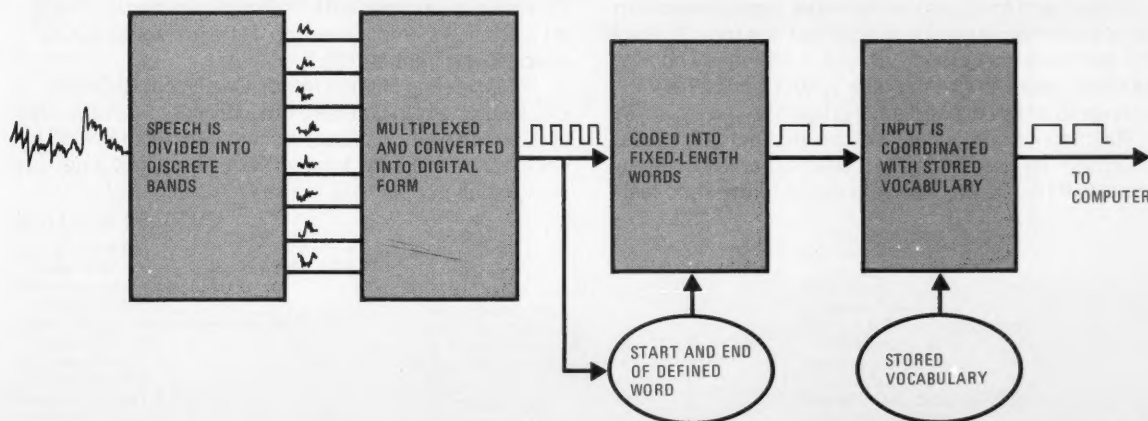 SPEECH IS
DIVIDED INTO
DISCRETE
BANDS
MULTIPLEXED
AND CONVERTED
INTO DIGITAL
FORM
CODED INTO
FIXED-LENGTH
WORDS
INPUT IS
COORDINATED
WITH STORED
VOCABULARY
TO
COMPUTER
START AND END
OF DEFINED
WORD
STORED
VOCABULARY